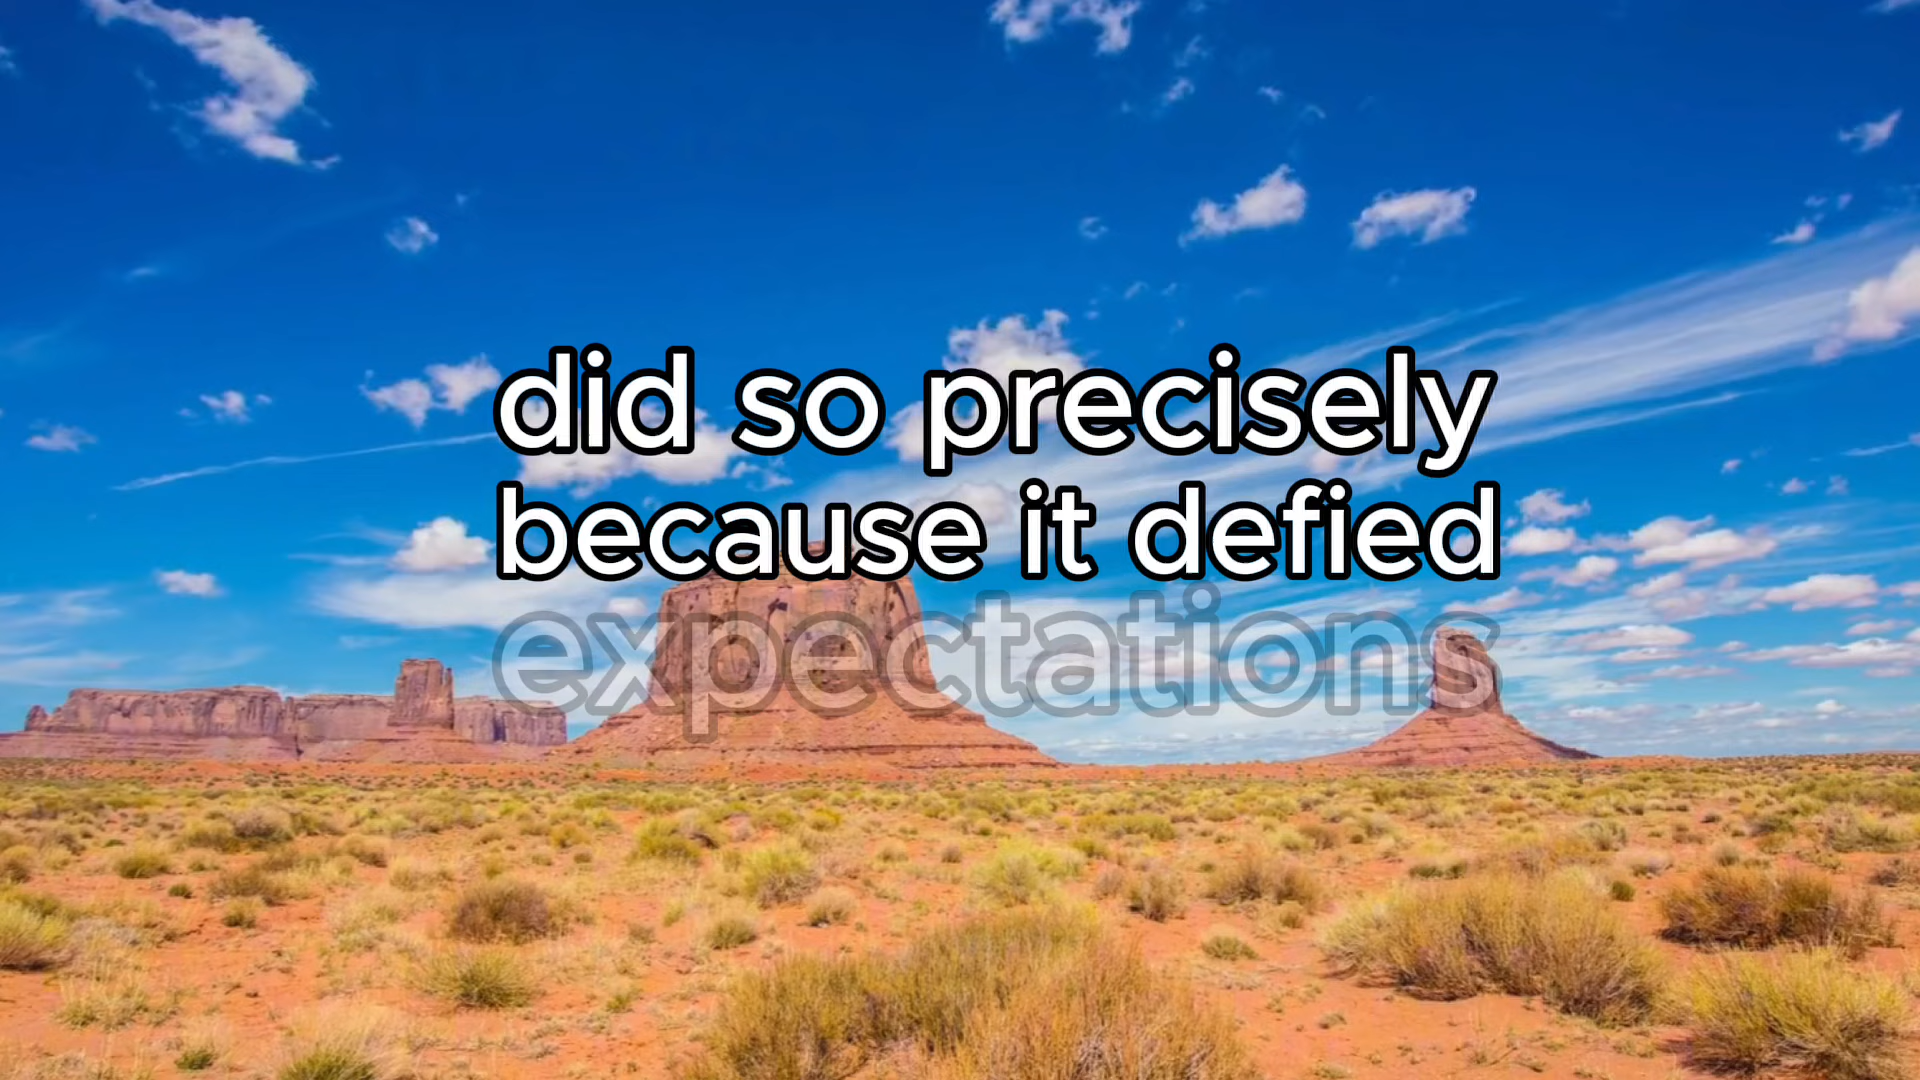 did so precisely
because it defied
expectations